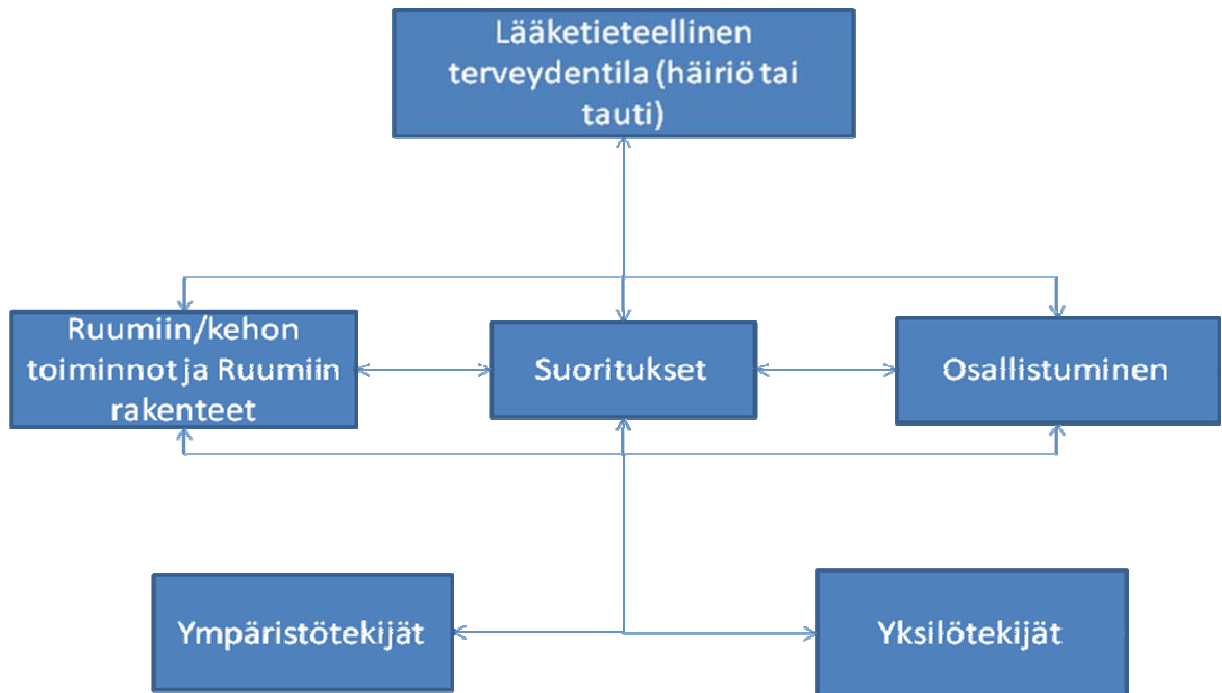 Lääketieteellinen
terveydentila (häiriö tai
tauti)
Ruumiin/kehon
toiminnot ja Ruumiin
rakenteet
Suoritukset
Osallistuminen
Ympäristötekijät
Yksilötekijät